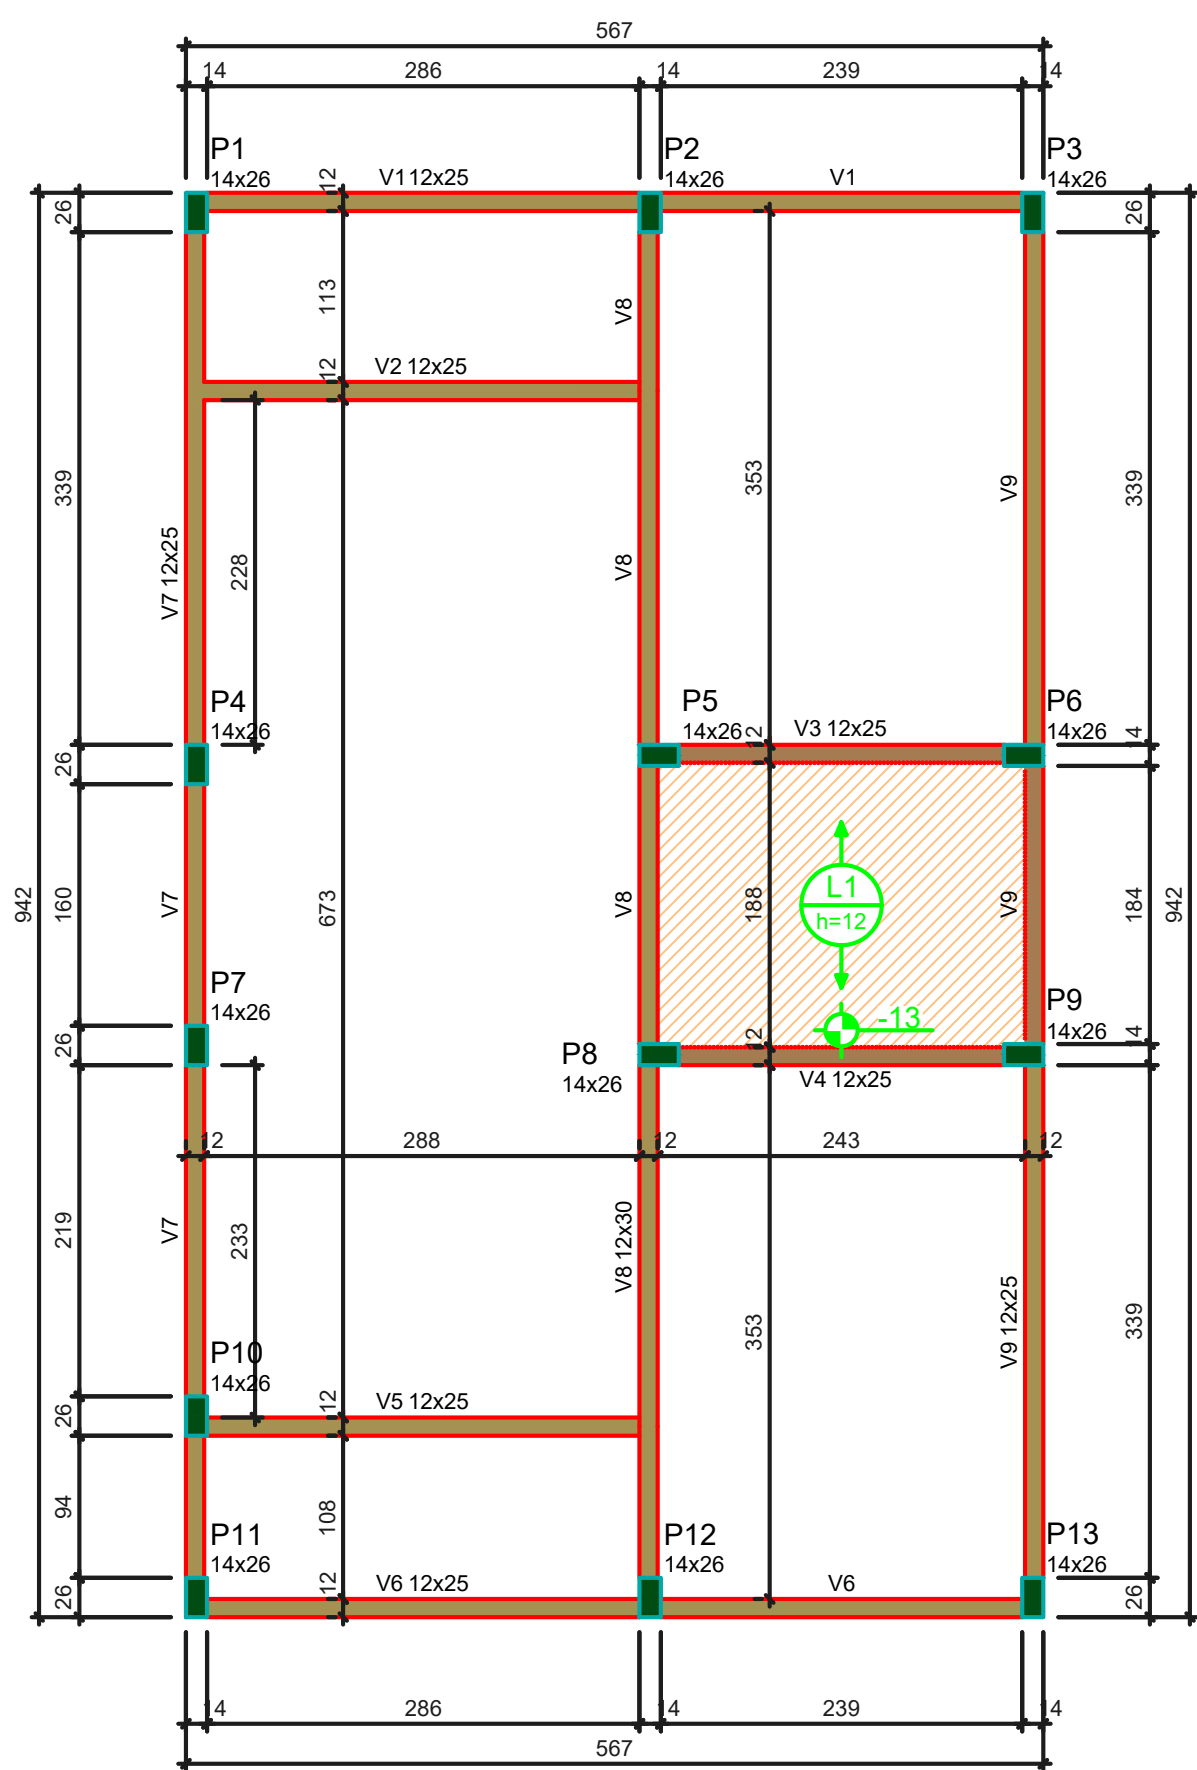 567
14 286 14 239 14
P1 P2 P3
14x26 14x26 14x26
12 V1 12x25 V1
26 26
113 V8
12 V2 12x25
339 353 V9 339
V7 12x25 228 V8
P4 P5 P6
14x26 14x26 12 V3 12x25 14x26 14
26
942 160 V7 673 V8 188 L1 V9 184 942
h=12
P7 P9
14x26 -13 14x26
26 P8 12 14
14x26 V4 12x25
12 288 12 243 12
219 V7 233 V8 12x30
353 V9 12x25 339
P10
14x26
26 12 V5 12x25
94 108
P11 P12 P13
14x26 14x26 14x26
26 12 V6 12x25 V6 26
14 286 14 239 14
567